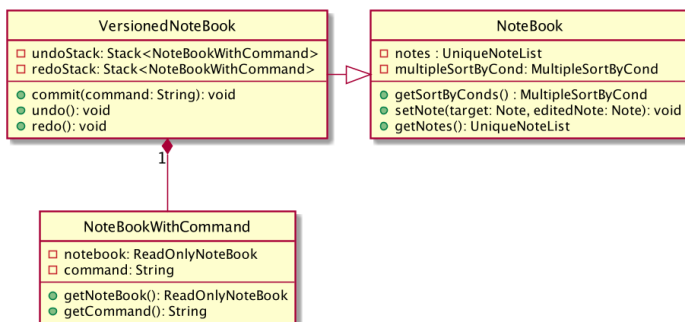 VersionedNoteBook
undoStack: Stack<NoteBookWithCommand>
redoStack: Stack<NoteBookWithCommand>
commit(command: String): void
undo(): void
redo(): void
NoteBook
notes : UniqueNoteList
multipleSortByCond: MultipleSortByCond
getSortByConds() : MultipleSortByCond
setNote(target: Note, editedNote: Note): void
getNotes(): UniqueNoteList
1
NoteBookWithCommand
notebook: ReadOnlyNoteBook
command: String
getNoteBook(): ReadOnlyNoteBook
getCommand(): String